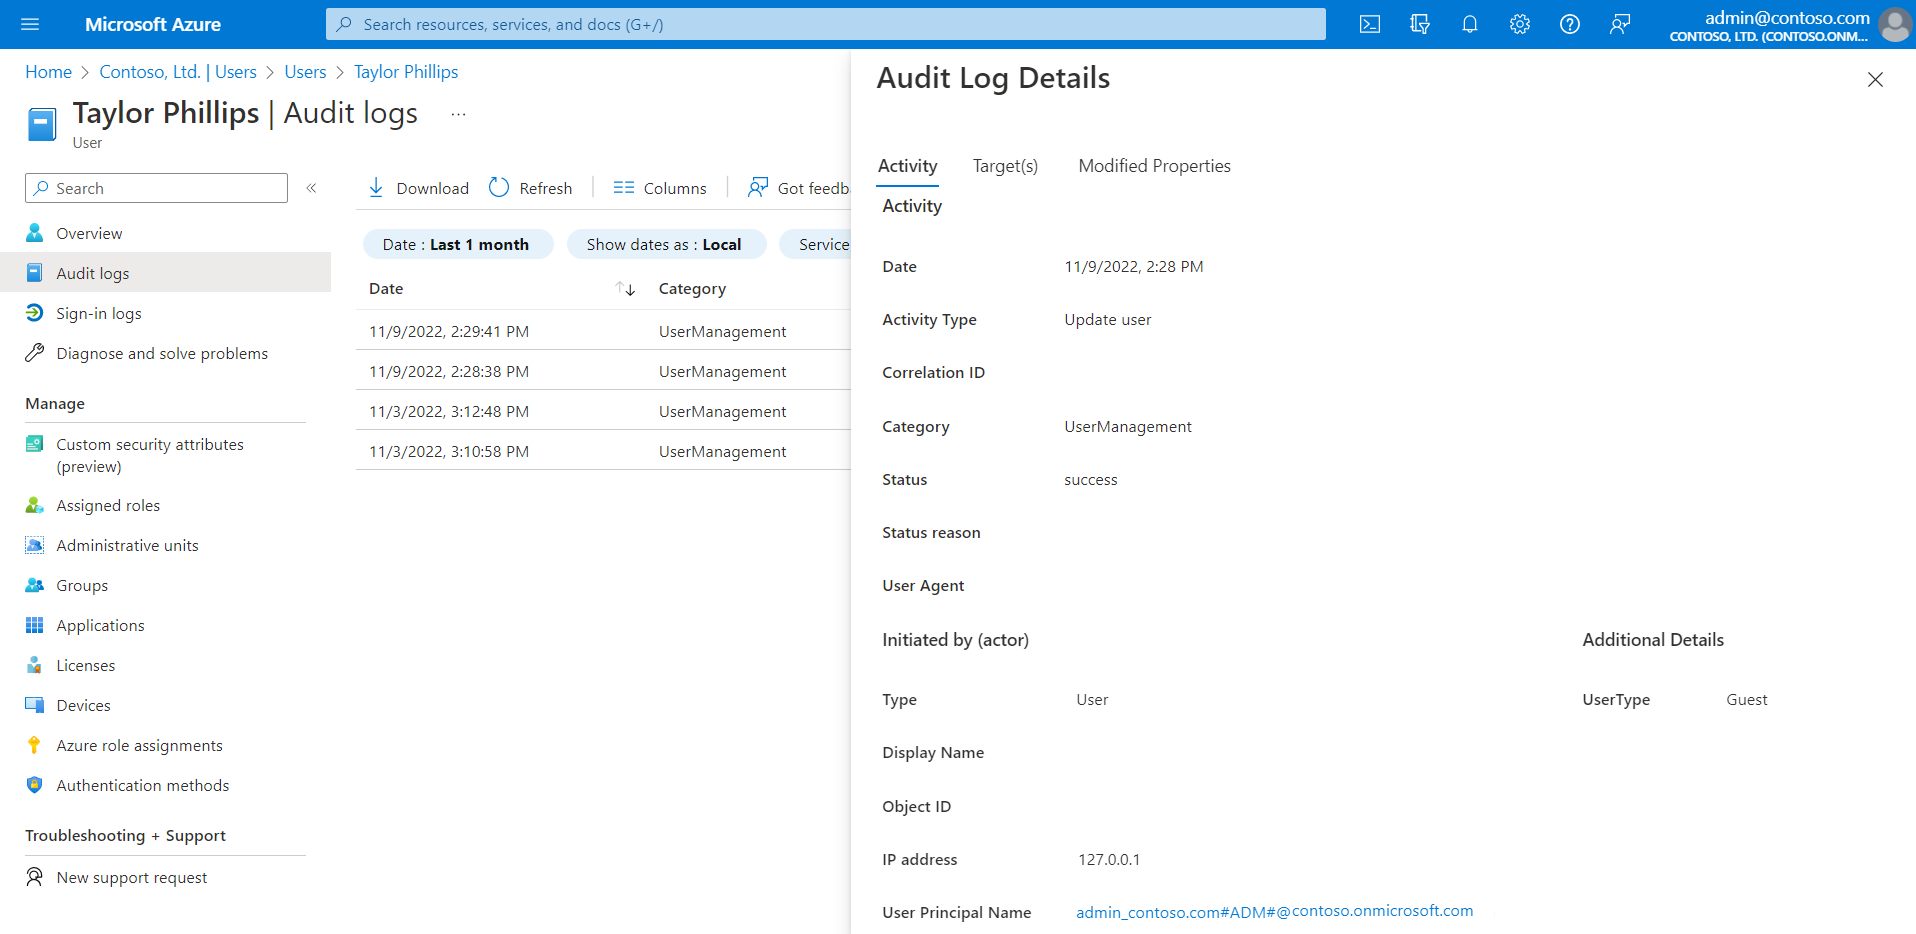 Microsoft Azure
Search resources, services, and docs (G+/)
admin@contoso.com
CONTOSO, LTD. (CONTOSO.ONM...
Home > Contoso, Ltd. | Users > Users > Taylor Phillips
Taylor Phillips | Audit logs ...
User
Search «
Overview
Audit logs
Sign-in logs
Diagnose and solve problems
Manage
Custom security attributes
(preview)
Assigned roles
Administrative units
Groups
Applications
Licenses
Devices
Azure role assignments
Authentication methods
Troubleshooting + Support
New support request
Download Refresh Columns Got feedb
Date : Last 1 month Show dates as : Local Service
Date Category
11/9/2022, 2:29:41 PM UserManagement
11/9/2022, 2:28:38 PM UserManagement
11/3/2022, 3:12:48 PM UserManagement
11/3/2022, 3:10:58 PM UserManagement
Audit Log Details
Activity Target(s) Modified Properties
Activity
Date 11/9/2022, 2:28 PM
Activity Type Update user
Correlation ID
Category UserManagement
Status success
Status reason
User Agent
Initiated by (actor)
Type User
Display Name
Object ID
IP address 127.0.0.1
User Principal Name admin_contoso.com#ADM#@contoso.onmicrosoft.com
Additional Details
UserType Guest